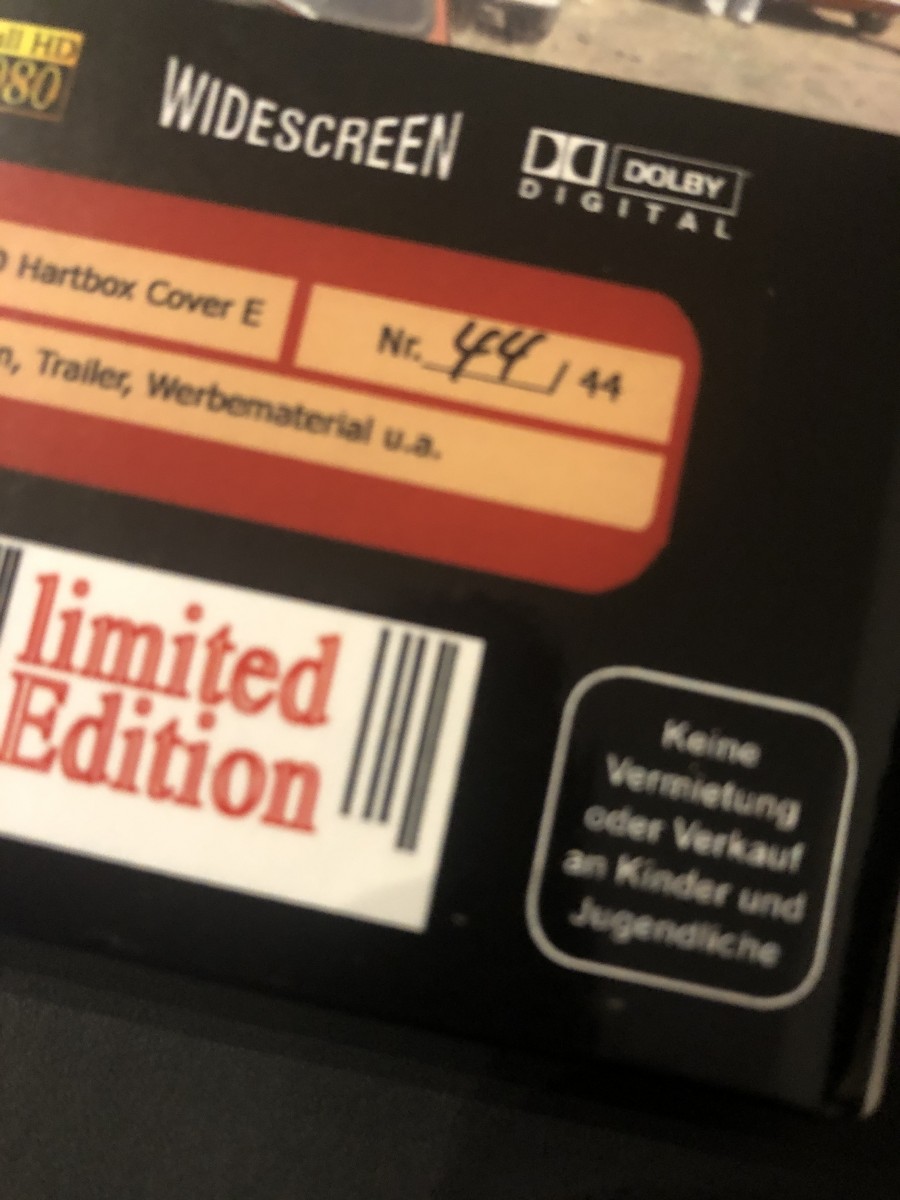 ll HD
080
WIDESCREEN
DOLBY
DIGITAL
Hartbox Cover E
Nr. 44 / 44
n, Trailer, Werbematerial u.a.
limited
Edition
Keine
Vermietung
oder Verkauf
an Kinder und
Jugendliche